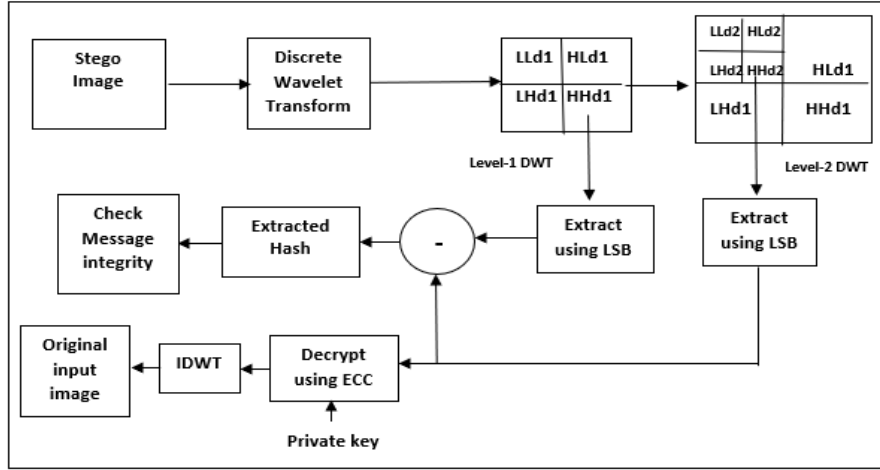 Stego
Image
Discrete
Wavelet
Transform
LLd1 HLd1
LHd1 HHd1
Level-1 DWT
LLd2 HLd2
LHd2 HHd2
HLd1
LHd1 HHd1
Level-2 DWT
Check
Message
integrity
Extracted
Hash
-
Extract
using LSB
Extract
using LSB
Original
input
image
IDWT
Decrypt
using ECC
Private key